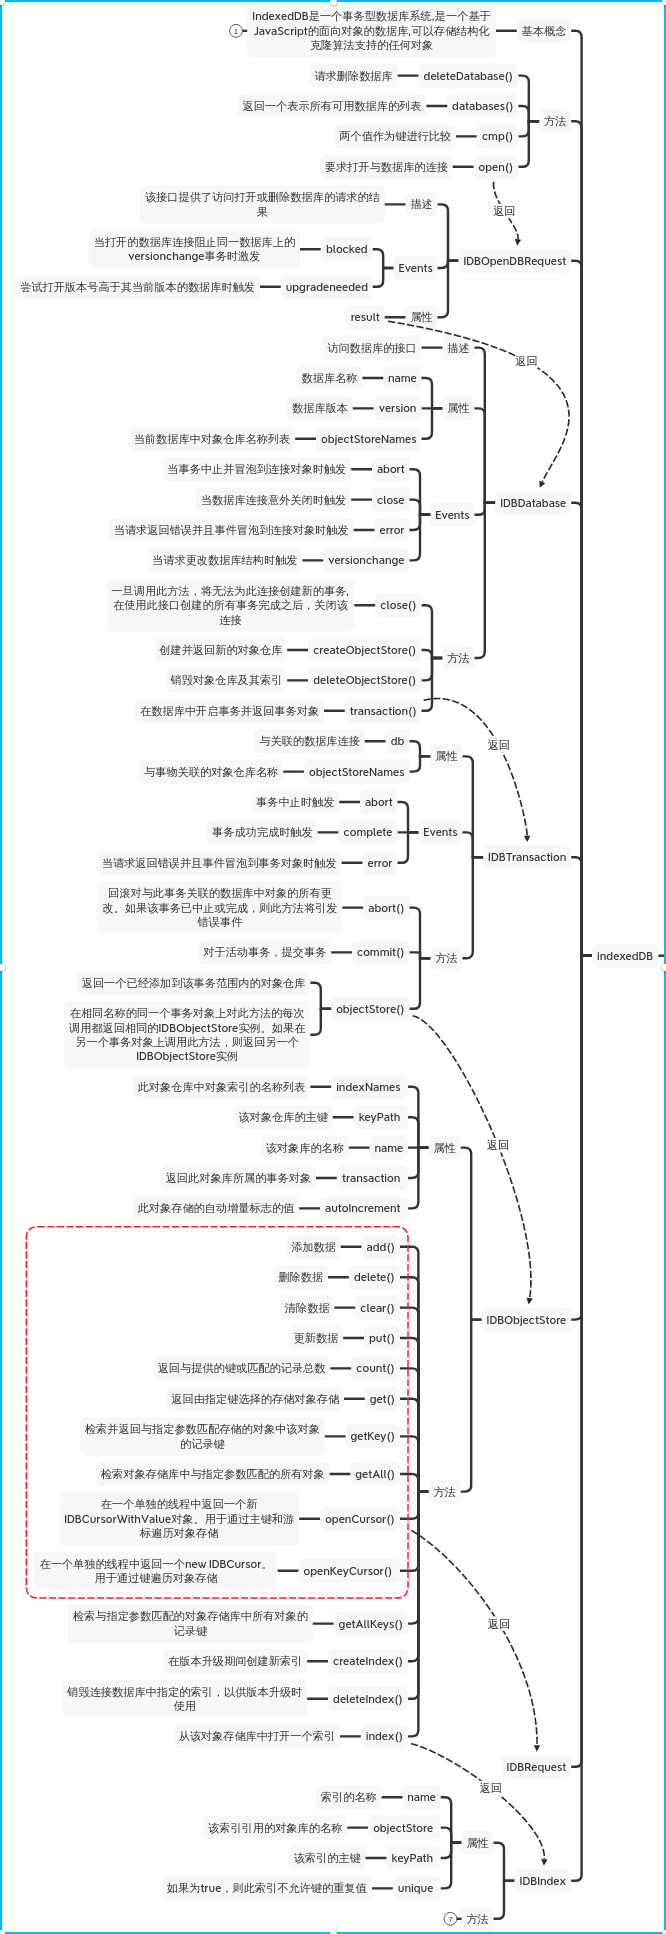 IndexedDB是一个事务型数据库系统,是一个基于
JavaScript的面向对象的数据库,可以存储结构化
克隆算法支持的任何对象
1
基本概念
请求删除数据库
deleteDatabase()
返回一个表示所有可用数据库的列表
databases()
方法
两个值作为键进行比较
cmp()
要求打开与数据库的连接
open()
返回
该接口提供了访问打开或删除数据库的请求的结
果
描述
当打开的数据库连接阻止同一数据库上的
versionchange事务时激发
blocked
IDBOpenDBRequest
Events
尝试打开版本号高于其当前版本的数据库时触发
upgradeneeded
result
属性
访问数据库的接口
描述
返回
数据库名称
name
数据库版本
version
属性
当前数据库中对象仓库名称列表
objectStoreNames
当事务中止并冒泡到连接对象时触发
abort
当数据库连接意外关闭时触发
close
IDBDatabase
Events
当请求返回错误并且事件冒泡到连接对象时触发
error
当请求更改数据库结构时触发
versionchange
一旦调用此方法，将无法为此连接创建新的事务,
在使用此接口创建的所有事务完成之后，关闭该
连接
close()
创建并返回新的对象仓库
createObjectStore()
方法
销毁对象仓库及其索引
deleteObjectStore()
在数据库中开启事务并返回事务对象
transaction()
与关联的数据库连接
db
返回
属性
与事物关联的对象仓库名称
objectStoreNames
事务中止时触发
abort
事务成功完成时触发
complete
Events
当请求返回错误并且事件冒泡到事务对象时触发
error
IDBTransaction
回滚对与此事务关联的数据库中对象的所有更
改。如果该事务已中止或完成，则此方法将引发
错误事件
abort()
对于活动事务，提交事务
commit()
方法
indexedDB
返回一个已经添加到该事务范围内的对象仓库
objectStore()
在相同名称的同一个事务对象上对此方法的每次
调用都返回相同的IDBObjectStore实例。如果在
另一个事务对象上调用此方法，则返回另一个
IDBObjectStore实例
此对象仓库中对象索引的名称列表
indexNames
该对象仓库的主键
keyPath
返回
该对象库的名称
name
属性
返回此对象库所属的事务对象
transaction
此对象存储的自动增量标志的值
autoIncrement
添加数据
add()
删除数据
delete()
清除数据
clear()
IDBObjectStore
更新数据
put()
返回与提供的键或匹配的记录总数
count()
返回由指定键选择的存储对象存储
get()
检索并返回与指定参数匹配存储的对象中该对象
的记录键
getKey()
检索对象存储库中与指定参数匹配的所有对象
getAll()
方法
在一个单独的线程中返回一个新
IDBCursorWithValue对象。用于通过主键和游
标遍历对象存储
openCursor()
在一个单独的线程中返回一个new IDBCursor。
用于通过键遍历对象存储
openKeyCursor()
检索与指定参数匹配的对象存储库中所有对象的
记录键
getAllKeys()
返回
在版本升级期间创建新索引
createIndex()
销毁连接数据库中指定的索引，以供版本升级时
使用
deleteIndex()
从该对象存储库中打开一个索引
index()
IDBRequest
返回
索引的名称
name
该索引引用的对象库的名称
objectStore
属性
该索引的主键
keyPath
IDBIndex
如果为true，则此索引不允许键的重复值
unique
7
方法